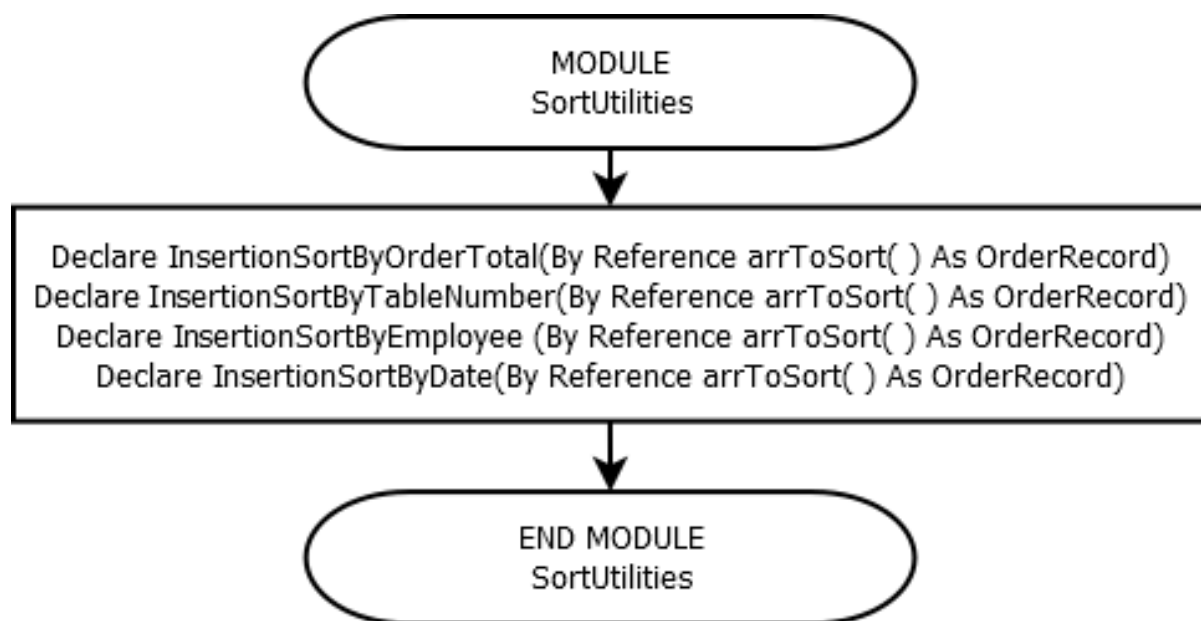 MODULE
SortUtilities
Declare InsertionSortByOrderTotal(By Reference arrToSort( ) As OrderRecord)
Declare InsertionSortByTableNumber(By Reference arrToSort( ) As OrderRecord)
Declare InsertionSortByEmployee (By Reference arrToSort( ) As OrderRecord)
Declare InsertionSortByDate(By Reference arrToSort( ) As OrderRecord)
END MODULE
SortUtilities